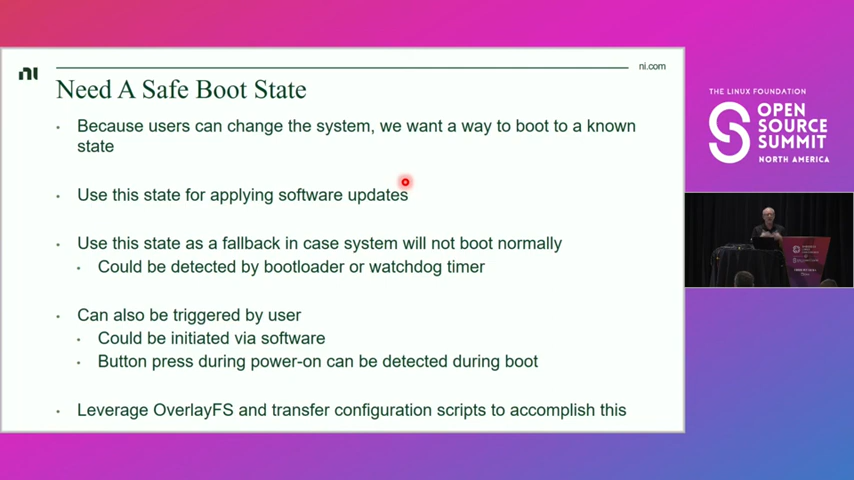 ni
ni.com
Need A Safe Boot State
Because users can change the system, we want a way to boot to a known
state
Use this state for applying software updates
Use this state as a fallback in case system will not boot normally
Could be detected by bootloader or watchdog timer
Can also be triggered by user
Could be initiated via software
Button press during power-on can be detected during boot
Leverage OverlayFS and transfer configuration scripts to accomplish this
THE LINUX FOUNDATION
OPEN
SOURCE
SUMMIT
NORTH AMERICA